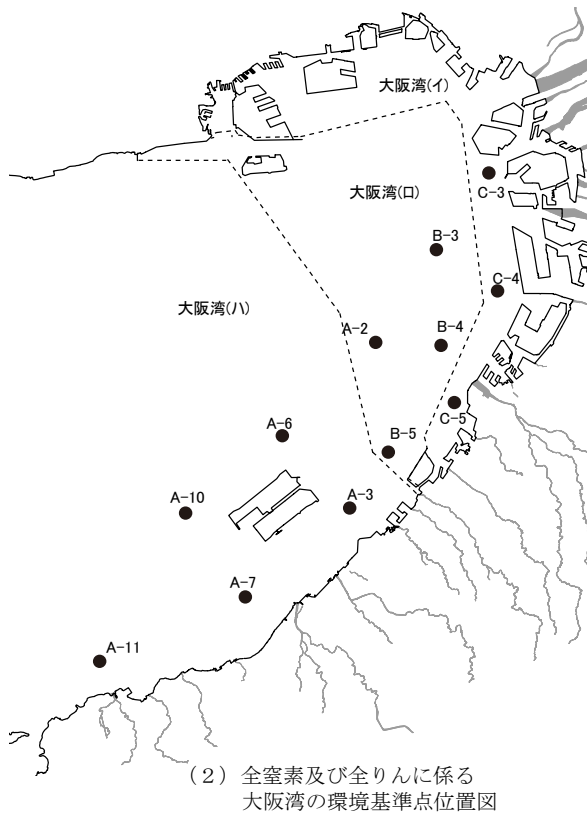 大阪湾(イ)
C-3
大阪湾(ロ)
B-3
C-4
大阪湾(ハ)
A-2
B-4
C-5
A-6
B-5
A-10
A-3
A-7
A-11
（2）全窒素及び全りんに係る
大阪湾の環境基準点位置図